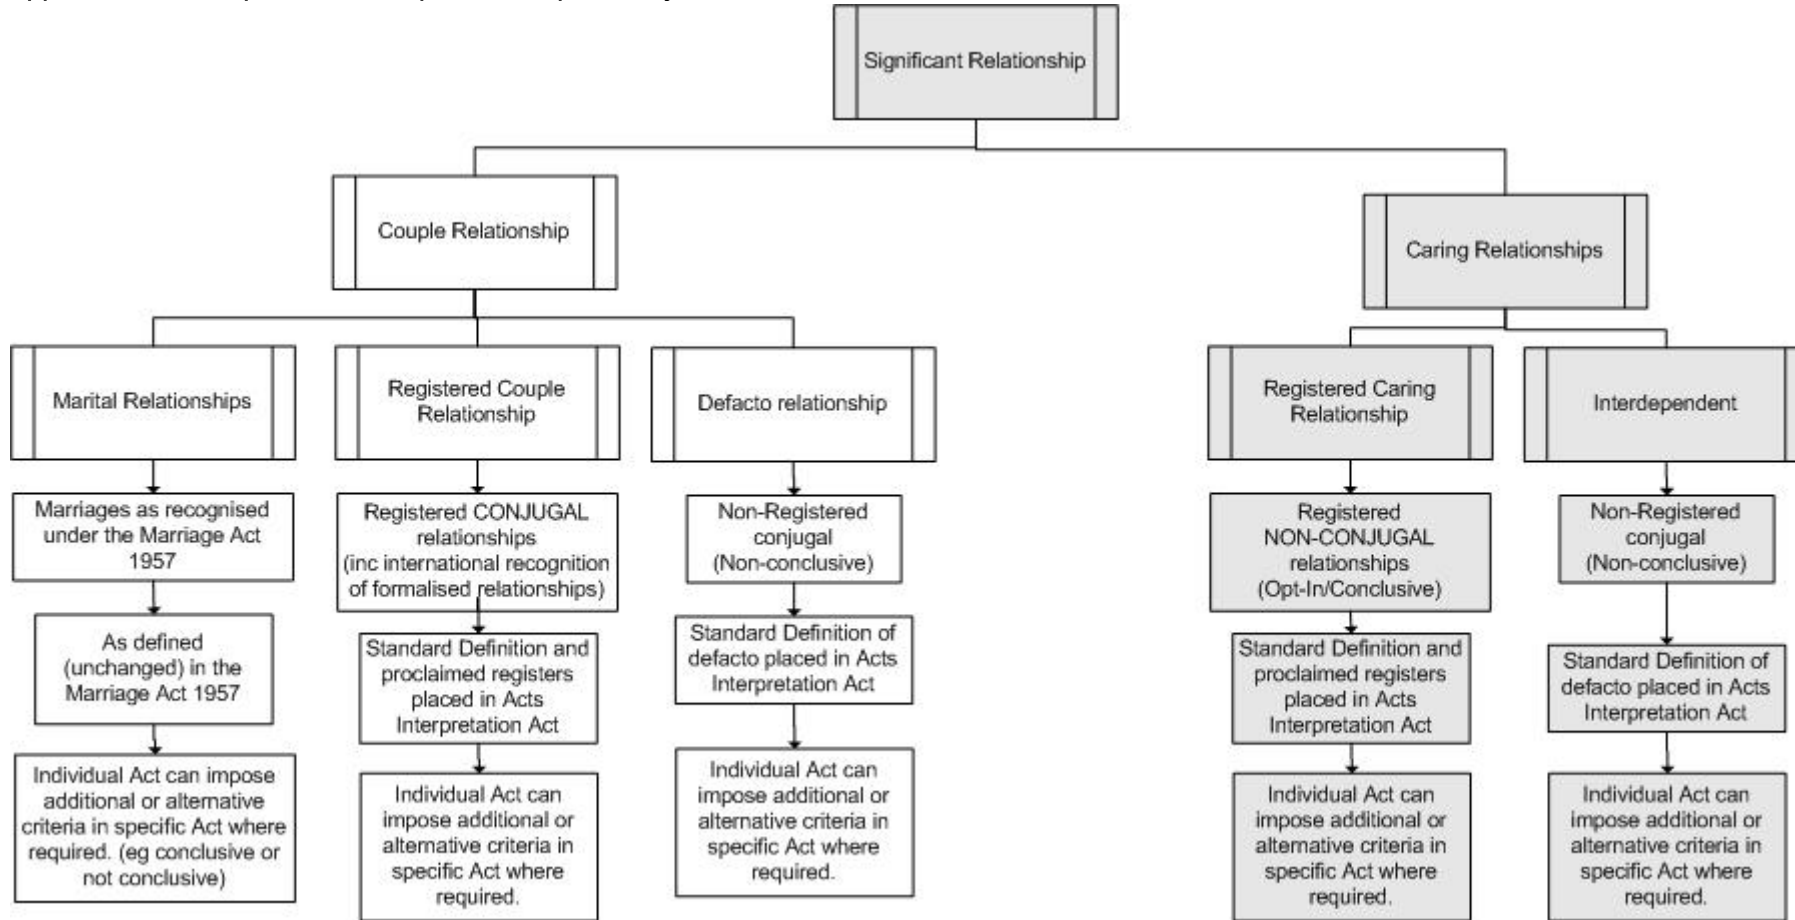 Significant Relationship
Couple Relationship
Caring Relationships
Marital Relationships
Registered Couple
Relationship
Defacto relationship
Registered Caring
Relationship
Interdependent
Marriages as recognised
under the Marriage Act
1957
Registered CONJUGAL
relationships
(inc international recognition
of formalised relationships)
Non-Registered
conjugal
(Non-conclusive)
Registered
NON-CONJUGAL
relationships
(Opt-In/Conclusive)
Non-Registered
conjugal
(Non-conclusive)
As defined
(unchanged) in the
Marriage Act 1957
Standard Definition and
proclaimed registers
placed in Acts
Interpretation Act
Standard Definition of
defacto placed in Acts
Interpretation Act
Standard Definition and
proclaimed registers
placed in Acts
Interpretation Act
Standard Definition of
defacto placed in Acts
Interpretation Act
Individual Act can impose
additional or alternative
criteria in specific Act where
required. (eg conclusive or
not conclusive)
Individual Act can
impose additional or
alternative criteria in
specific Act where
required.
Individual Act can
impose additional or
alternative criteria in
specific Act where
required.
Individual Act can
impose additional or
alternative criteria in
specific Act where
required.
Individual Act can
impose additional or
alternative criteria in
specific Act where
required.